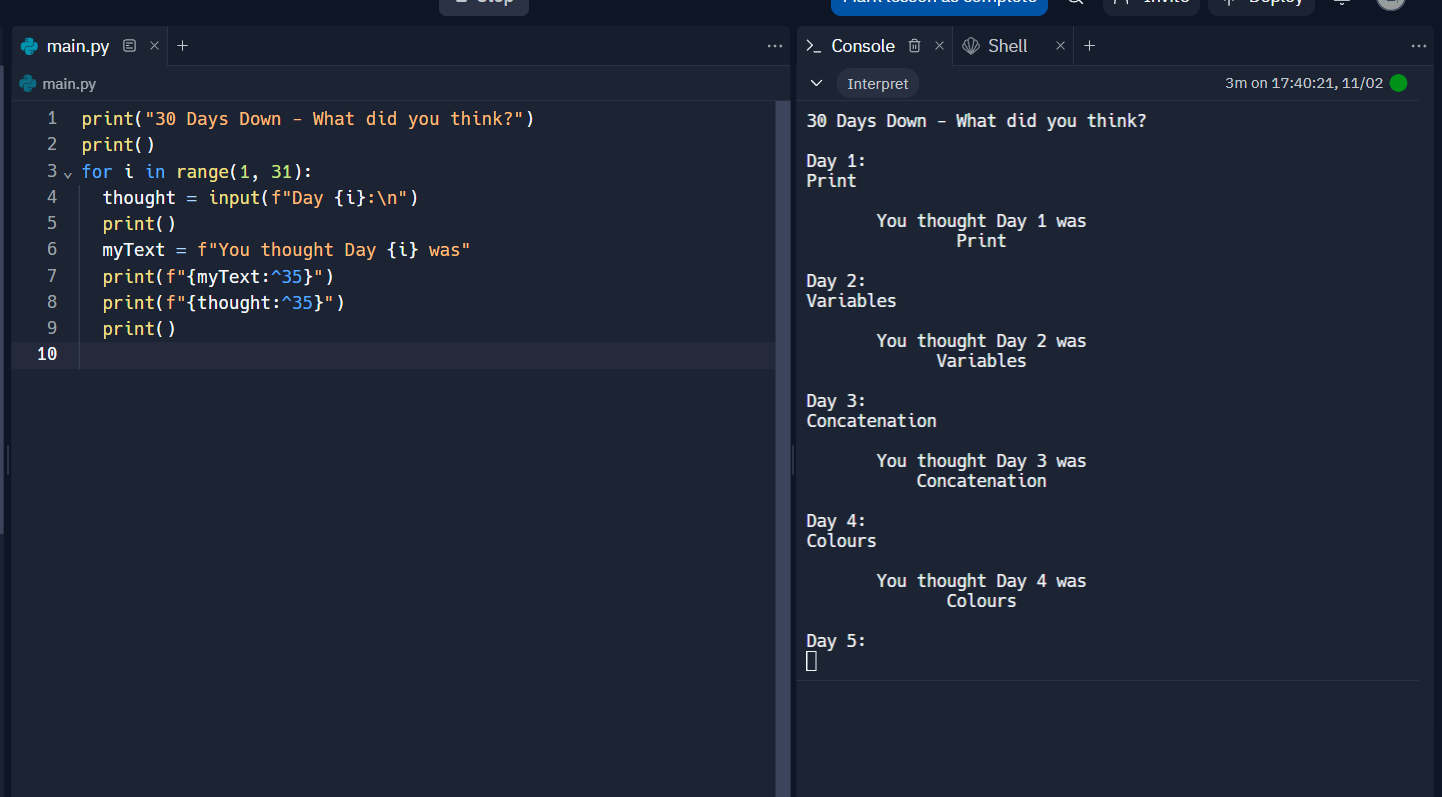 Stop
Mark lesson as complete
Invite
Deploy
main.py
Console
Shell
main.py
Interpret
3m on 17:40:21, 11/02
1 print("30 Days Down - What did you think?")
2 print()
3 for i in range(1, 31):
4 thought = input(f"Day {i}:\n")
5 print()
6 myText = f"You thought Day {i} was"
7 print(f"{myText:^35}")
8 print(f"{thought:^35}")
9 print()
10
30 Days Down - What did you think?
Day 1:
Print
You thought Day 1 was
Print
Day 2:
Variables
You thought Day 2 was
Variables
Day 3:
Concatenation
You thought Day 3 was
Concatenation
Day 4:
Colours
You thought Day 4 was
Colours
Day 5: